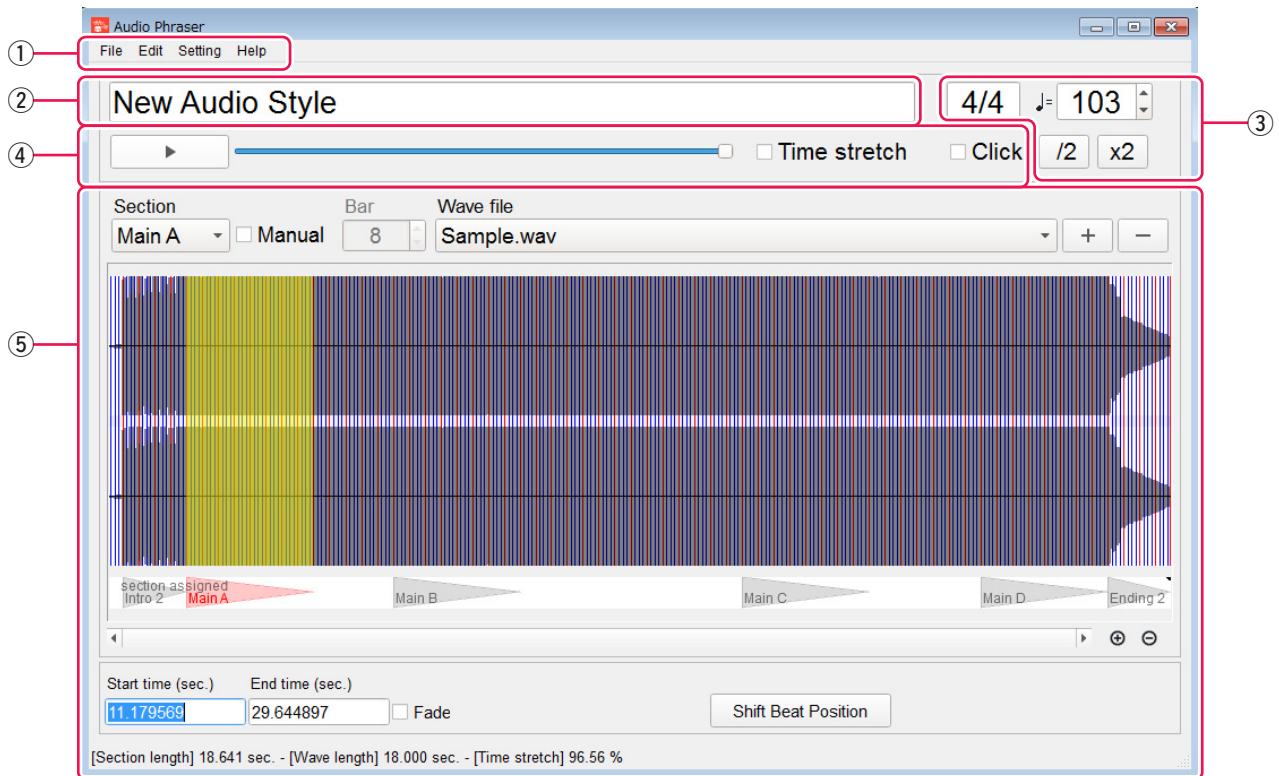 Audio Phraser
① File Edit Setting Help
② New Audio Style 4/4 ♩= 103
③
④ Time stretch Click /2 x2
Section Bar Wave file
Main A Manual 8 Sample.wav + −
⑤
section assigned
Intro 2 Main A Main B Main C Main D Ending 2
Start time (sec.) End time (sec.)
11.179569 29.644897 Fade Shift Beat Position
[Section length] 18.641 sec. - [Wave length] 18.000 sec. - [Time stretch] 96.56 %